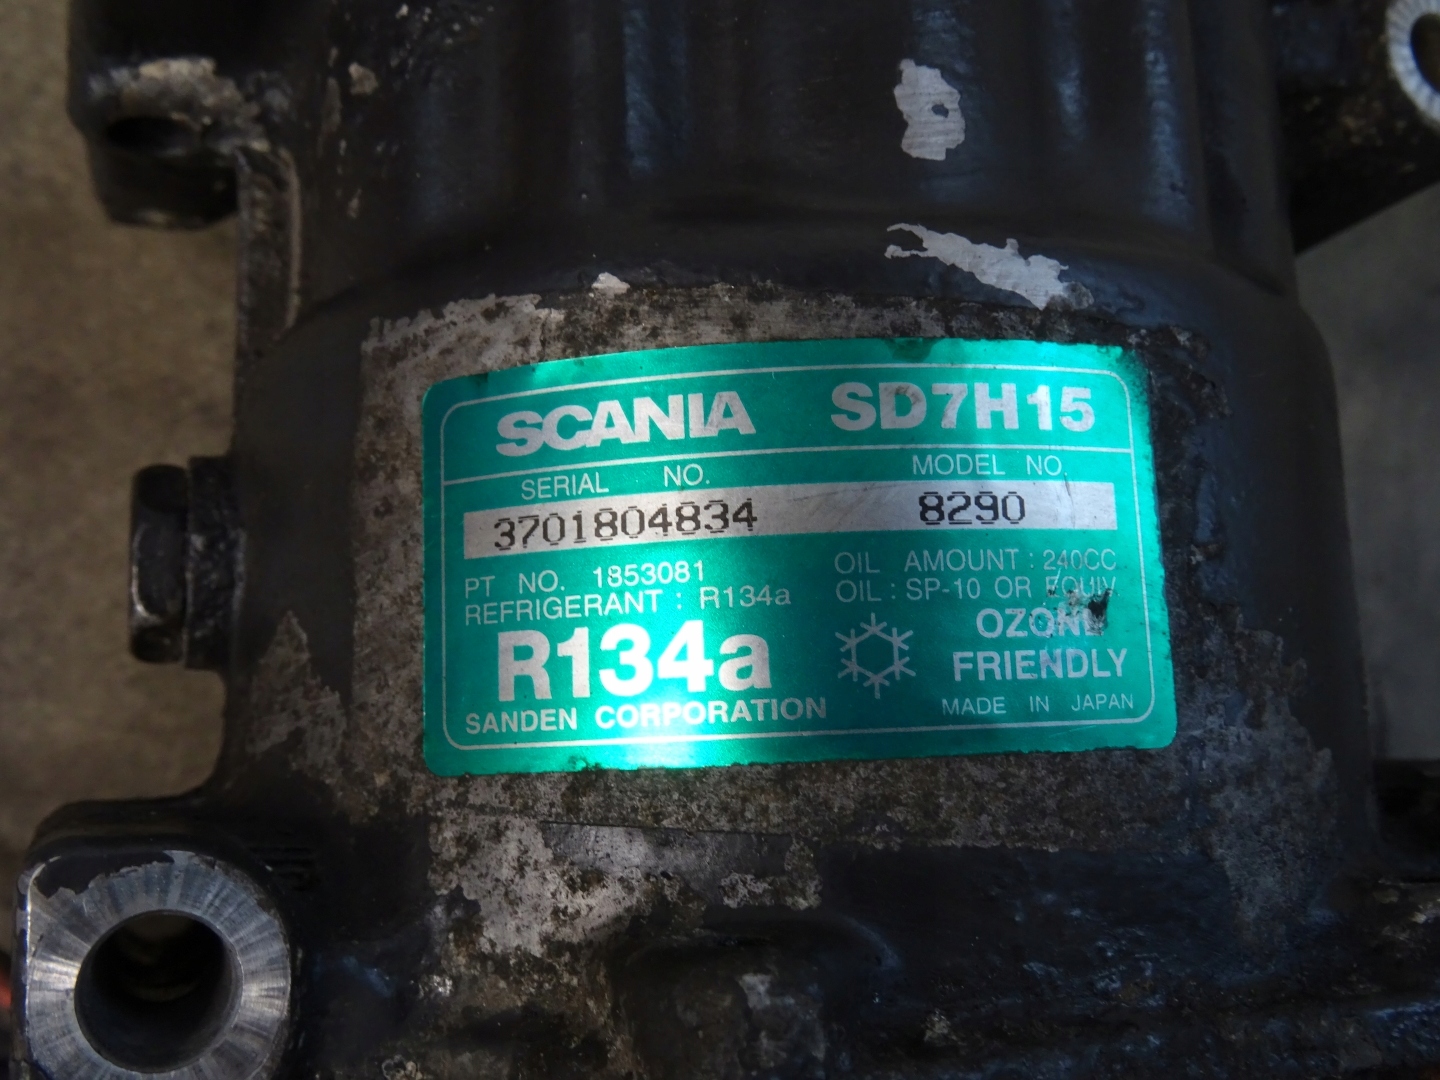 SCANIA SD7H15
SERIAL NO. MODEL NO.
3701804834 8290
PT NO. 1853081
REFRIGERANT : R134a
OIL AMOUNT : 240CC
OIL : SP-10 OR EQUIV.
R134a
OZONE
FRIENDLY
SANDEN CORPORATION
MADE IN JAPAN